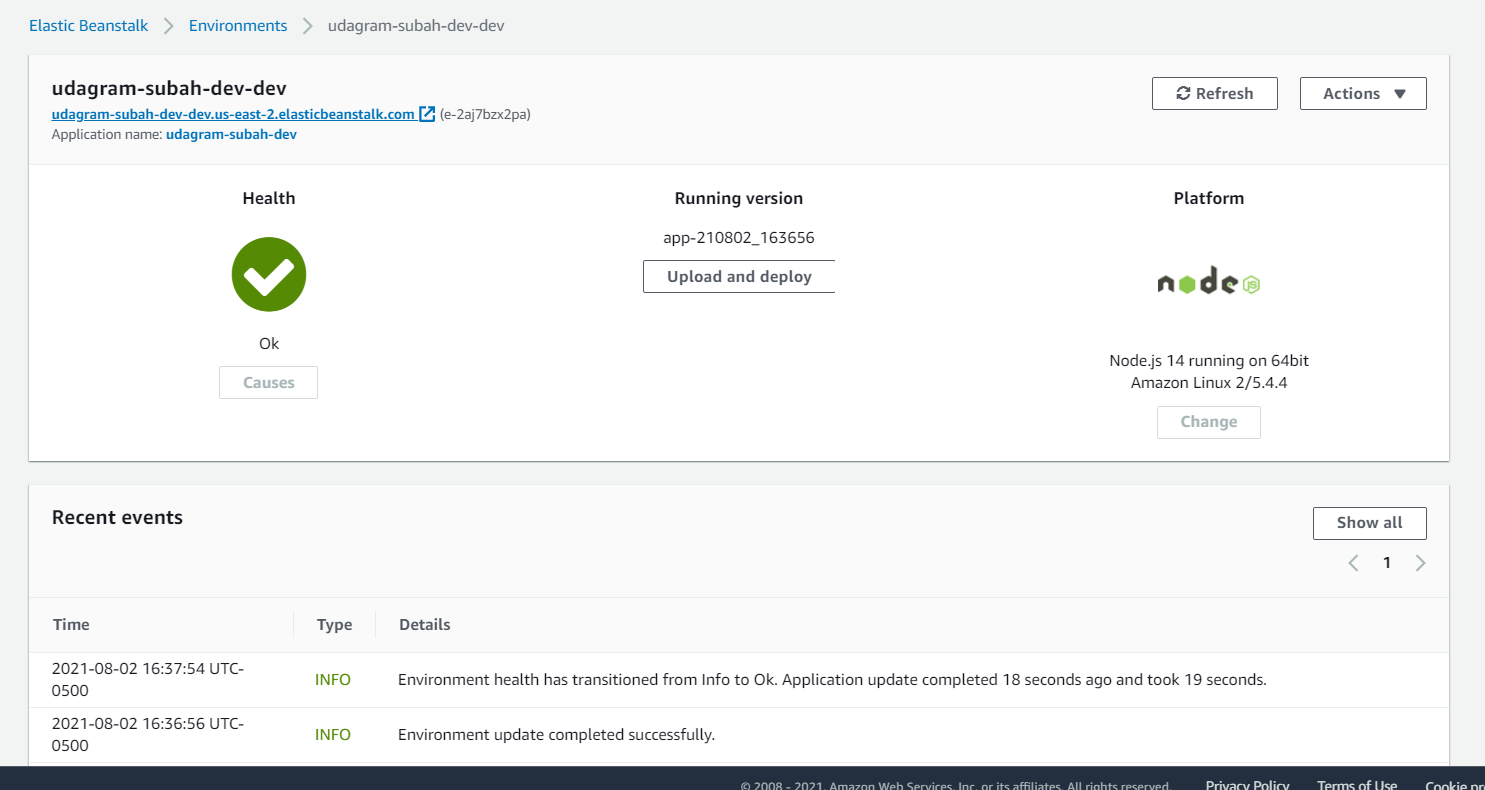 Elastic Beanstalk > Environments > udagram-subah-dev-dev
udagram-subah-dev-dev
udagram-subah-dev-dev.us-east-2.elasticbeanstalk.com (e-2aj7bzx2pa)
Application name: udagram-subah-dev
Refresh
Actions
Health
Ok
Causes
Running version
app-210802_163656
Upload and deploy
Platform
node JS
Node.js 14 running on 64bit
Amazon Linux 2/5.4.4
Change
Recent events
Show all
1
Time Type Details
2021-08-02 16:37:54 UTC-
0500
INFO
Environment health has transitioned from Info to Ok. Application update completed 18 seconds ago and took 19 seconds.
2021-08-02 16:36:56 UTC-
0500
INFO
Environment update completed successfully.
© 2008 - 2021, Amazon Web Services, Inc. or its affiliates. All rights reserved. Privacy Policy Terms of Use Cookie pr